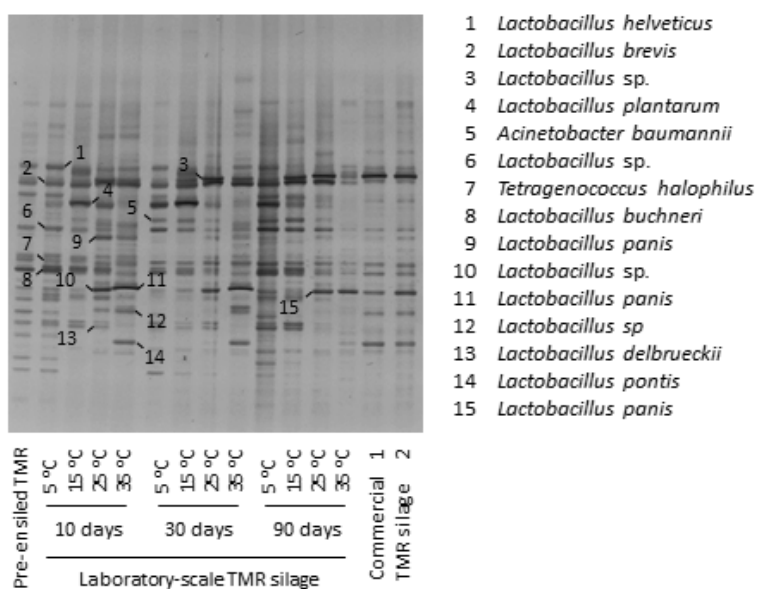 1 Lactobacillus helveticus
2 Lactobacillus brevis
3 Lactobacillus sp.
4 Lactobacillus plantarum
5 Acinetobacter baumannii
6 Lactobacillus sp.
7 Tetragenococcus halophilus
8 Lactobacillus buchneri
9 Lactobacillus panis
10 Lactobacillus sp.
11 Lactobacillus panis
12 Lactobacillus sp
13 Lactobacillus delbrueckii
14 Lactobacillus pontis
15 Lactobacillus panis
1
2
3
4
5
6
7
9
8
10
11
15
12
13
14
Pre-ensiled TMR
5 °C
15 °C
25 °C
35 °C
5 °C
15 °C
25 °C
35 °C
5 °C
15 °C
25 °C
35 °C
Commercial 1
TMR silage 2
10 days
30 days
90 days
Laboratory-scale TMR silage